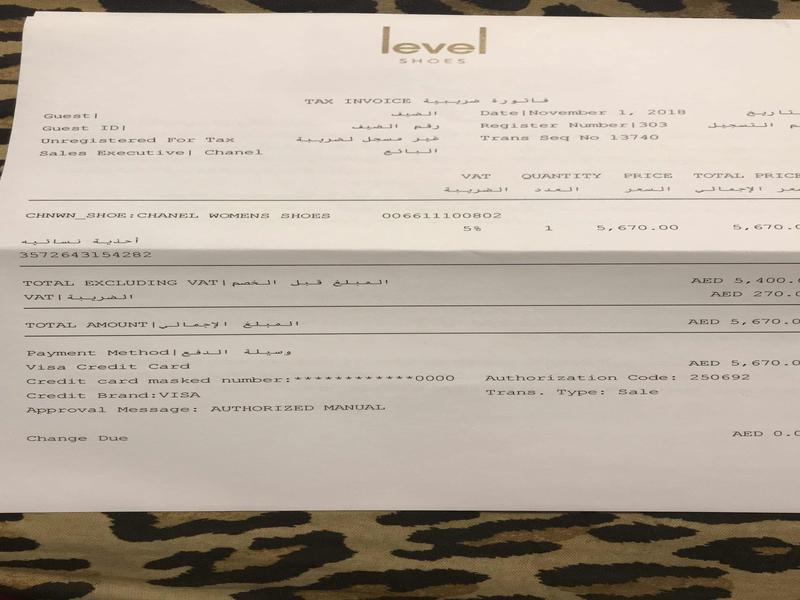 level
SHOES
TAX INVOICE فاتورة ضريبية
Guest| الضيف Date|November 1, 2018
Guest ID| رقم الضيف Register Number|303
Unregistered For Tax غير مسجل لضريبة Trans Seq No 13740
Sales Executive| Chanel البائع
VAT QUANTITY PRICE TOTAL PRICE
الضريبة العدد السعر الإجمالي
CHNWN_SHOE:CHANEL WOMENS SHOES 006611100802
5% 1 5,670.00 5,670.0
أحذية نسائية
3572643154282
TOTAL EXCLUDING VAT|المبلغ قبل الخصم AED 5,400.0
VAT|الضريبة AED 270.0
TOTAL AMOUNT|المبلغ الإجمالي AED 5,670.0
Payment Method|وسيلة الدفع
Visa Credit Card AED 5,670.0
Credit card masked number:************0000 Authorization Code: 250692
Credit Brand:VISA Trans. Type: Sale
Approval Message: AUTHORIZED MANUAL
Change Due AED 0.0